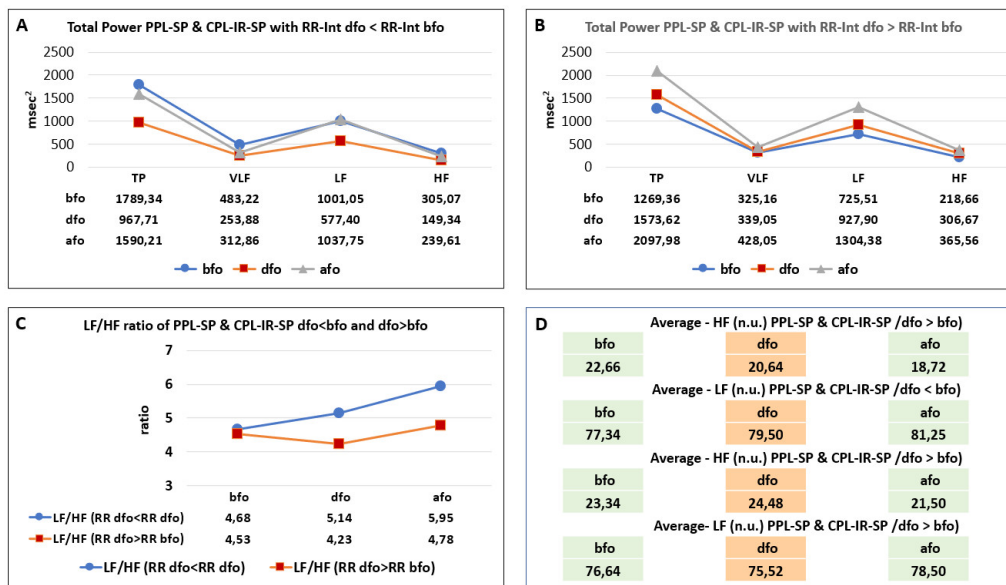 A
Total Power PPL-SP & CPL-IR-SP with RR-Int dfo < RR-Int bfo
msec²
2500
2000
1500
1000
500
0
TP VLF LF HF
bfo 1789,34 483,22 1001,05 305,07
dfo 967,71 253,88 577,40 149,34
afo 1590,21 312,86 1037,75 239,61
bfo dfo afo
B
Total Power PPL-SP & CPL-IR-SP with RR-Int dfo > RR-Int bfo
msec²
2500
2000
1500
1000
500
0
TP VLF LF HF
bfo 1269,36 325,16 725,51 218,66
dfo 1573,62 339,05 927,90 306,67
afo 2097,98 428,05 1304,38 365,56
bfo dfo afo
C
LF/HF ratio of PPL-SP & CPL-IR-SP dfo<bfo and dfo>bfo
ratio
7
6
5
4
3
bfo dfo afo
LF/HF (RR dfo<RR dfo) 4,68 5,14 5,95
LF/HF (RR dfo>RR bfo) 4,53 4,23 4,78
LF/HF (RR dfo<RR dfo) LF/HF (RR dfo>RR bfo)
D
Average - HF (n.u.) PPL-SP & CPL-IR-SP /dfo > bfo)
bfo dfo afo
22,66 20,64 18,72
Average - LF (n.u.) PPL-SP & CPL-IR-SP /dfo < bfo)
bfo dfo afo
77,34 79,50 81,25
Average - HF (n.u.) PPL-SP & CPL-IR-SP /dfo > bfo)
bfo dfo afo
23,34 24,48 21,50
Average- LF (n.u.) PPL-SP & CPL-IR-SP /dfo > bfo)
bfo dfo afo
76,64 75,52 78,50